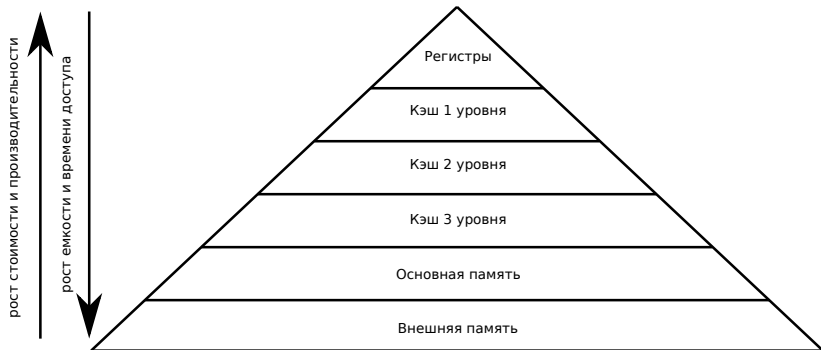 рост стоимости и производительности
рост емкости и времени доступа
Регистры
Кэш 1 уровня
Кэш 2 уровня
Кэш 3 уровня
Основная память
Внешняя память